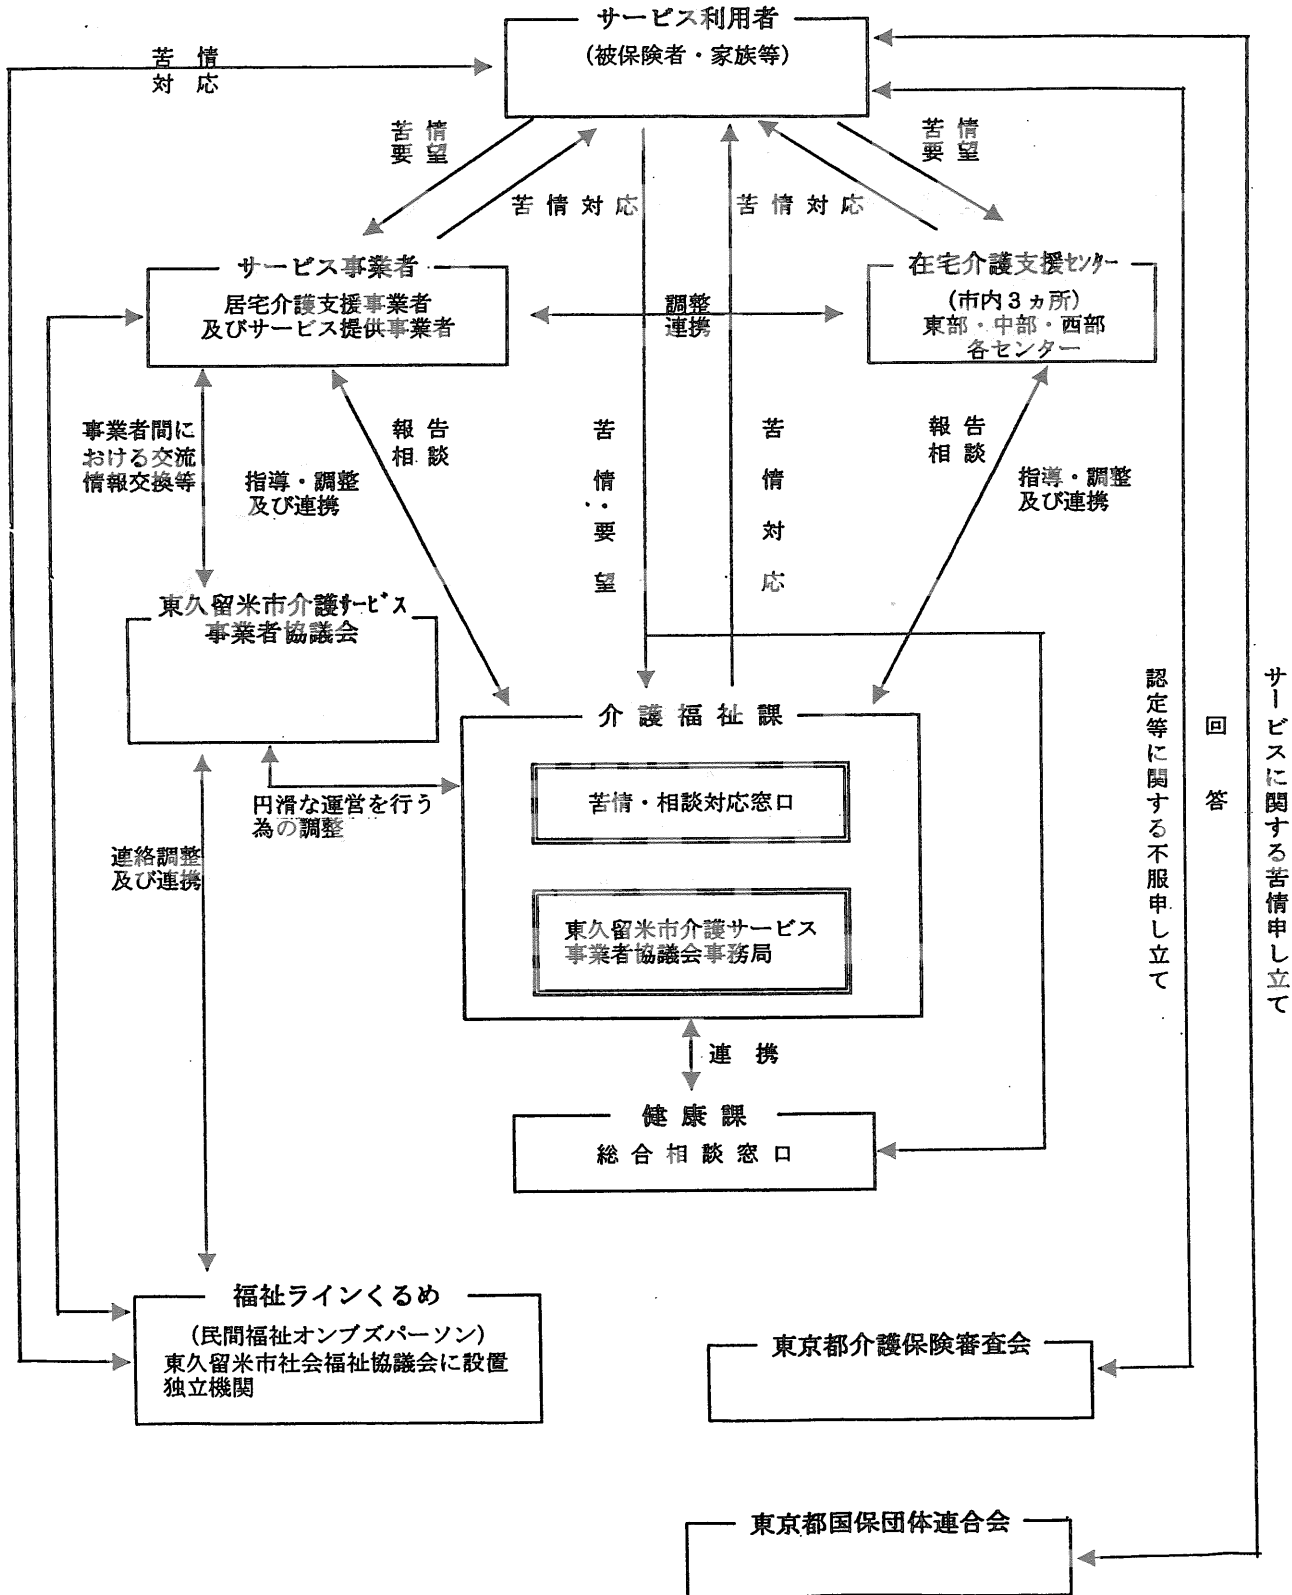 サービス利用者
(被保険者・家族等)
苦 情
対 応
苦 情
要 望
苦 情
要 望
苦 情 対 応
苦 情 対 応
サービス事業者
居宅介護支援事業者
及びサービス提供事業者
調整
連携
在宅介護支援ｾﾝﾀｰ
(市内３ヵ所)
東部・中部・西部
各センター
事業者間に
おける交流
情報交換等
指導・調整
及び連携
報 告
相 談
苦情・要望
苦情対応
報 告
相 談
指導・調整
及び連携
東久留米市介護ｻｰﾋﾞｽ
事業者協議会
介 護 福 祉 課
苦情・相談対応窓口
東久留米市介護サービス
事業者協議会事務局
円滑な運営を行う
為の調整
連絡調整
及び連携
連 携
健 康 課
総 合 相 談 窓 口
サービスに関する苦情申し立て
回 答
認定等に関する不服申し立て
福祉ラインくるめ
(民間福祉オンブズパーソン)
東久留米市社会福祉協議会に設置
独立機関
東京都介護保険審査会
東京都国保団体連合会